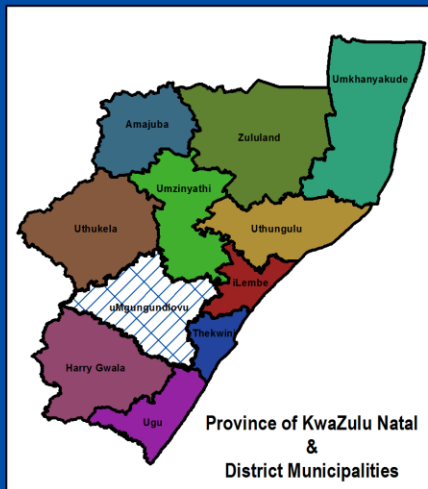 Umkhanyakude
Amajuba
Zululand
Umzinyathi
Uthukela
Uthungulu
iLembe
uMgungundlovu
Thekwini
Harry Gwala
Ugu
Province of KwaZulu Natal
&
District Municipalities